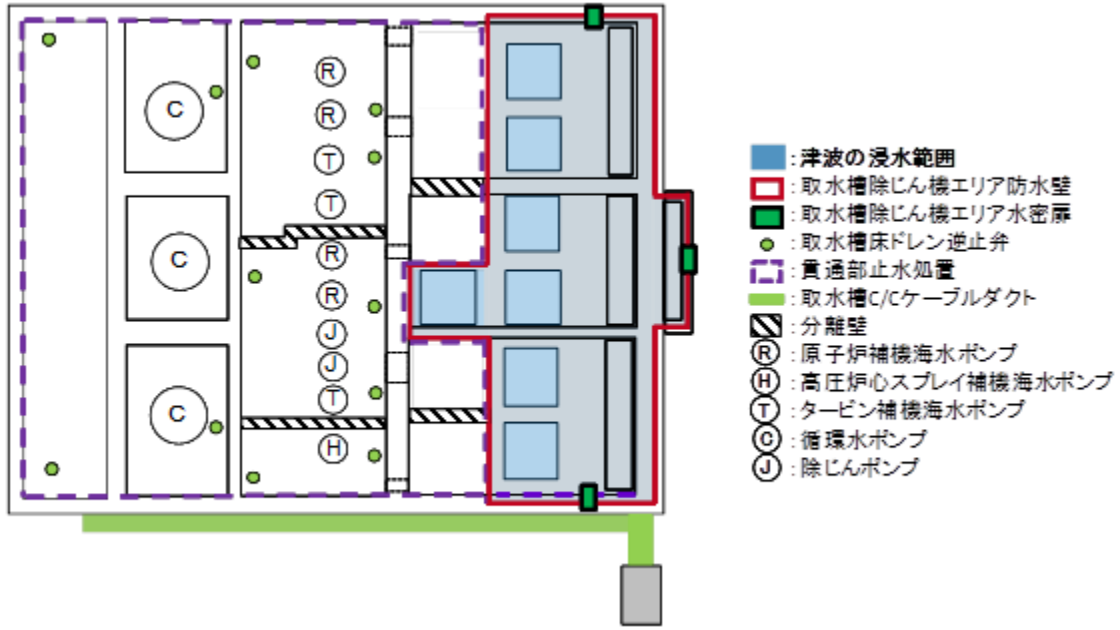 C
C
C
R
R
T
T
R
R
J
J
T
H
:津波の浸水範囲
:取水槽除じん機エリア防水壁
:取水槽除じん機エリア水密扉
:取水槽床ドレン逆止弁
:貫通部止水処置
:取水槽C/Cケーブルダクト
:分離壁
R:原子炉補機海水ポンプ
H:高圧炉心スプレイ補機海水ポンプ
T:タービン補機海水ポンプ
C:循環水ポンプ
J:除じんポンプ